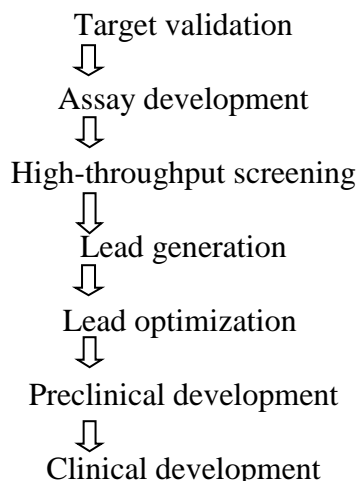 Target validation
Assay development
High-throughput screening
Lead generation
Lead optimization
Preclinical development
Clinical development